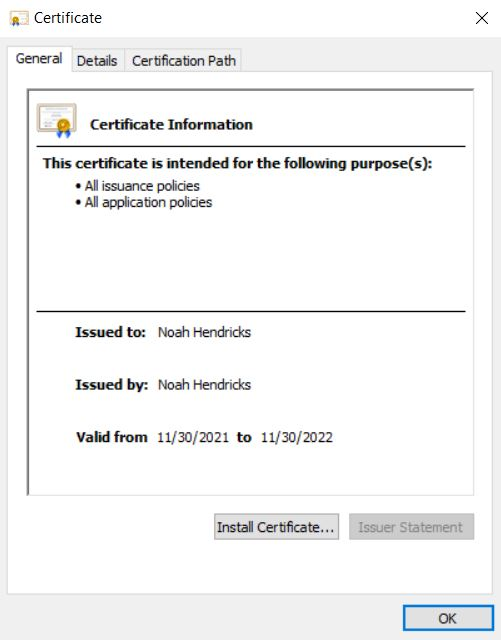 Certificate
General Details Certification Path
Certificate Information
This certificate is intended for the following purpose(s):
• All issuance policies
• All application policies
Issued to: Noah Hendricks
Issued by: Noah Hendricks
Valid from 11/30/2021 to 11/30/2022
Install Certificate... Issuer Statement
OK